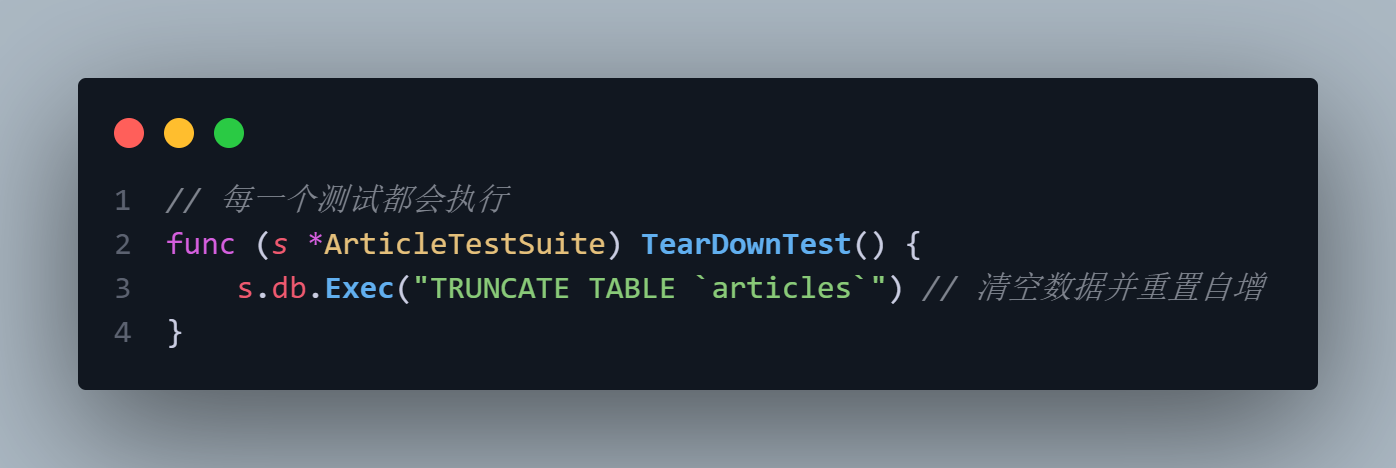 1 // 每一个测试都会执行
2 func (s *ArticleTestSuite) TearDownTest() {
3     s.db.Exec("TRUNCATE TABLE `articles`") // 清空数据并重置自增
4 }